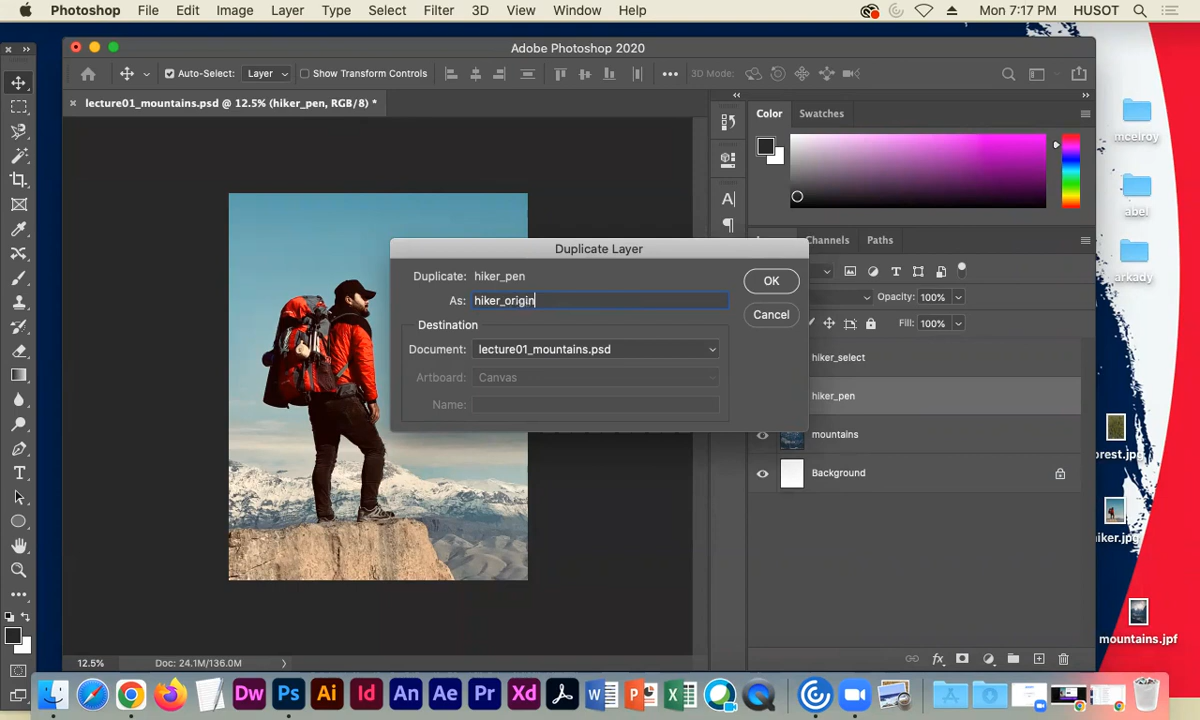 Photoshop File Edit Image Layer Type Select Filter 3D View Window Help Mon 7:17 PM HUSOT
Adobe Photoshop 2020
Auto-Select: Layer Show Transform Controls 3D Mode:
lecture01_mountains.psd @ 12.5% (hiker_pen, RGB/8) *
Color Swatches
mcelroy
abel
arkady
Channels Paths
Duplicate Layer
Duplicate: hiker_pen
OK
As: hiker_origin
Cancel
Destination
Document: lecture01_mountains.psd
Artboard: Canvas
Name:
Opacity: 100%
Fill: 100%
hiker_select
hiker_pen
mountains
Background
orest.jpg
hiker.jpg
mountains.jpf
12.5% Doc: 24.1M/136.0M
Dw Ps Ai Id An Ae Pr Xd W P X